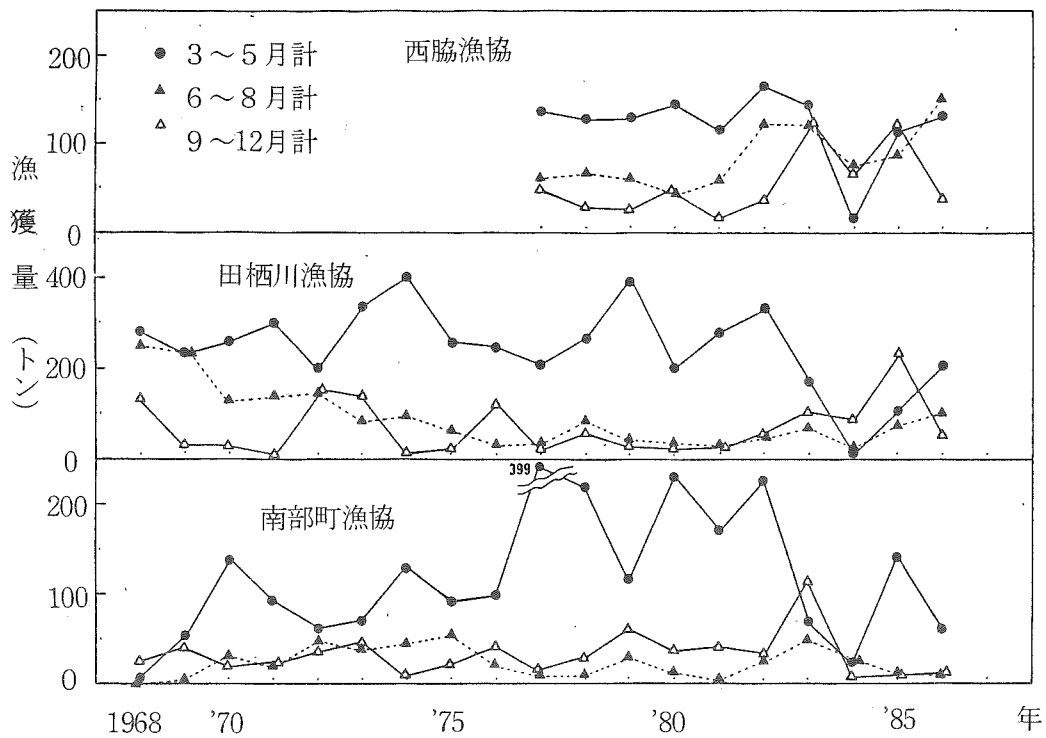 西脇漁協
● 3～5月計
▲ 6～8月計
△ 9～12月計
漁獲量（トン）
200
100
0
田栖川漁協
400
200
0
南部町漁協
399
200
100
0
1968 '70 '75 '80 '85 年